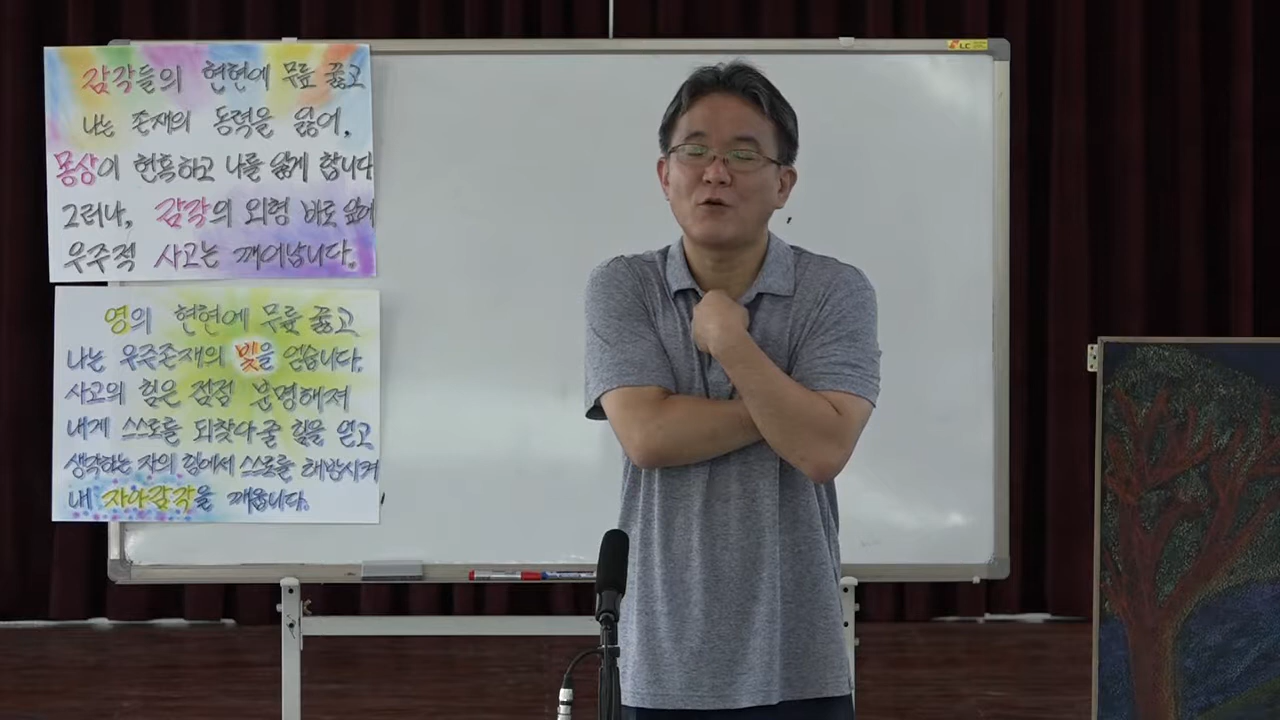 감각들의 현현에 무릎 꿇고
나는 존재의 동력을 잃어,
몽상이 현혹하고 나를 잃게 합니다
그러나, 감각의 외형 바로 앞에
우주적 사고는 깨어납니다.
영의 현현에 무릎 꿇고
나는 우주존재의 빛을 얻습니다.
사고의 힘은 점점 분명해져
내게 스스로를 되찾아줄 힘을 얻고
생각하는 자의 힘에서 스스로를 해방시켜
내 자아감각을 깨웁니다.